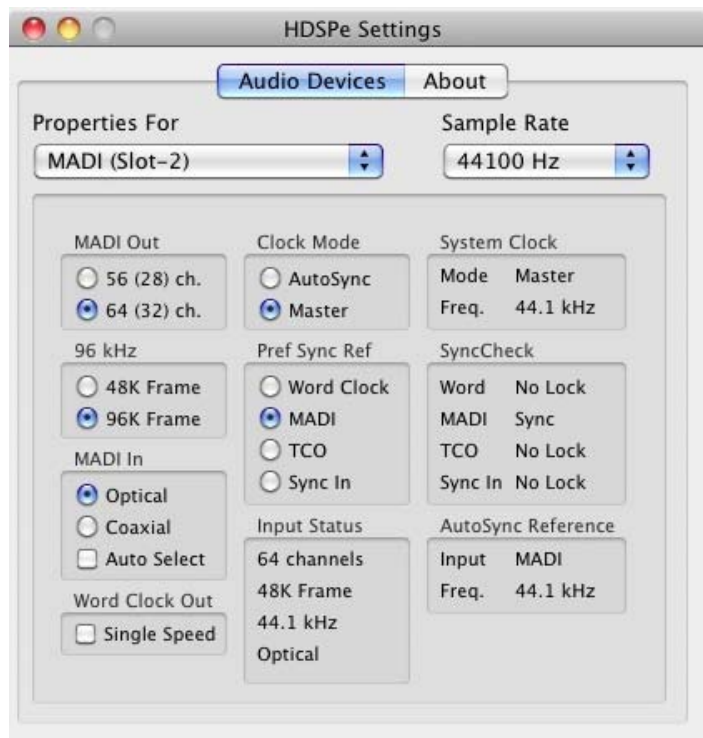 HDSPe Settings
Audio Devices
About
Properties For
MADI (Slot-2)
Sample Rate
44100 Hz
MADI Out
56 (28) ch.
64 (32) ch.
96 kHz
48K Frame
96K Frame
MADI In
Optical
Coaxial
Auto Select
Word Clock Out
Single Speed
Clock Mode
AutoSync
Master
Pref Sync Ref
Word Clock
MADI
TCO
Sync In
Input Status
64 channels
48K Frame
44.1 kHz
Optical
System Clock
Mode Master
Freq. 44.1 kHz
SyncCheck
Word No Lock
MADI Sync
TCO No Lock
Sync In No Lock
AutoSync Reference
Input MADI
Freq. 44.1 kHz